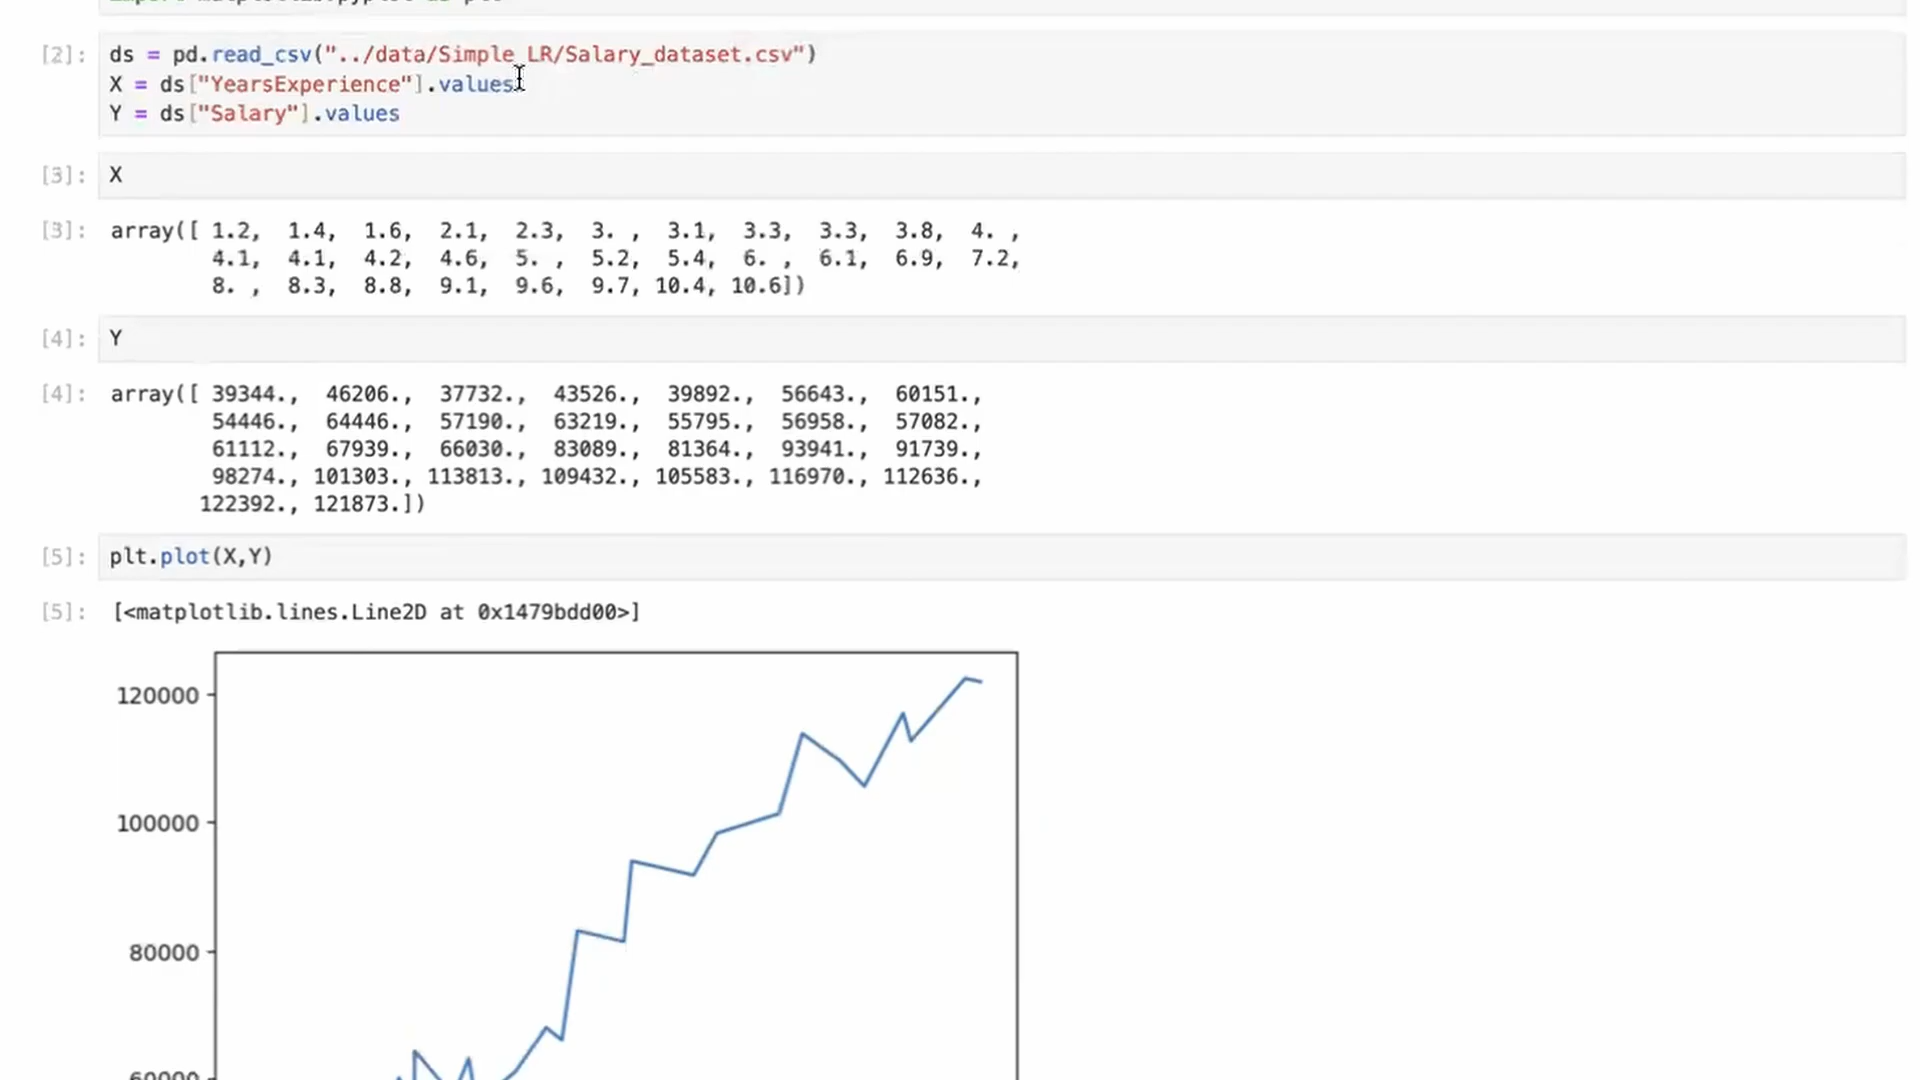 [2]: ds = pd.read_csv("../data/Simple_LR/Salary_dataset.csv")
X = ds["YearsExperience"].values
Y = ds["Salary"].values
[3]: X
[3]: array([ 1.2, 1.4, 1.6, 2.1, 2.3, 3. , 3.1, 3.3, 3.3, 3.8, 4. ,
4.1, 4.1, 4.2, 4.6, 5. , 5.2, 5.4, 6. , 6.1, 6.9, 7.2,
8. , 8.3, 8.8, 9.1, 9.6, 9.7, 10.4, 10.6])
[4]: Y
[4]: array([ 39344., 46206., 37732., 43526., 39892., 56643., 60151.,
54446., 64446., 57190., 63219., 55795., 56958., 57082.,
61112., 67939., 66030., 83089., 81364., 93941., 91739.,
98274., 101303., 113813., 109432., 105583., 116970., 112636.,
122392., 121873.])
[5]: plt.plot(X,Y)
[5]: [<matplotlib.lines.Line2D at 0x1479bdd00>]
120000
100000
80000
60000